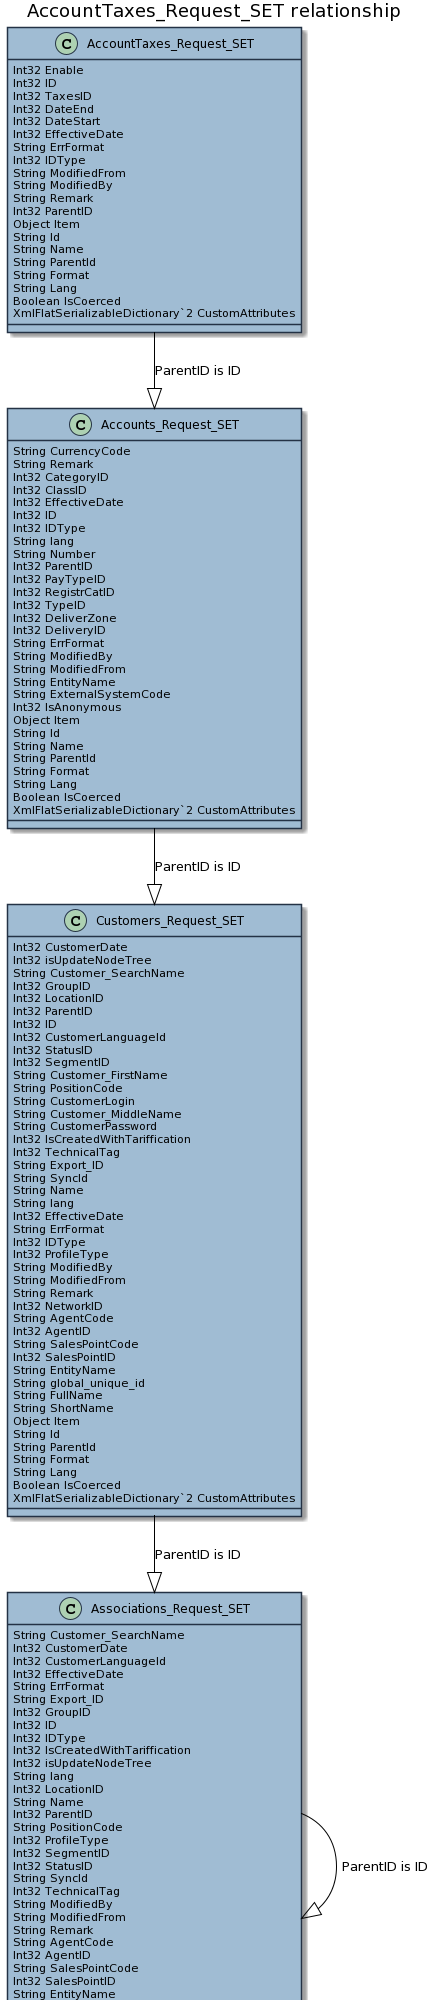 AccountTaxes_Request_SET relationship
C AccountTaxes_Request_SET
Int32 Enable
Int32 ID
Int32 TaxesID
Int32 DateEnd
Int32 DateStart
Int32 EffectiveDate
String ErrFormat
Int32 IDType
String ModifiedFrom
String ModifiedBy
String Remark
Int32 ParentID
Object Item
String Id
String Name
String ParentId
String Format
String Lang
Boolean IsCoerced
XmlFlatSerializableDictionary`2 CustomAttributes
ParentID is ID
C Accounts_Request_SET
String CurrencyCode
String Remark
Int32 CategoryID
Int32 ClassID
Int32 EffectiveDate
Int32 ID
Int32 IDType
String lang
String Number
Int32 ParentID
Int32 PayTypeID
Int32 RegistrCatID
Int32 TypeID
Int32 DeliverZone
Int32 DeliveryID
String ErrFormat
String ModifiedBy
String ModifiedFrom
String EntityName
String ExternalSystemCode
Int32 IsAnonymous
Object Item
String Id
String Name
String ParentId
String Format
String Lang
Boolean IsCoerced
XmlFlatSerializableDictionary`2 CustomAttributes
ParentID is ID
C Customers_Request_SET
Int32 CustomerDate
Int32 isUpdateNodeTree
String Customer_SearchName
Int32 GroupID
Int32 LocationID
Int32 ParentID
Int32 ID
Int32 CustomerLanguageId
Int32 StatusID
Int32 SegmentID
String Customer_FirstName
String PositionCode
String CustomerLogin
String Customer_MiddleName
String CustomerPassword
Int32 IsCreatedWithTariffication
Int32 TechnicalTag
String Export_ID
String SyncId
String Name
String lang
Int32 EffectiveDate
String ErrFormat
Int32 IDType
Int32 ProfileType
String ModifiedBy
String ModifiedFrom
String Remark
Int32 NetworkID
String AgentCode
Int32 AgentID
String SalesPointCode
Int32 SalesPointID
String EntityName
String global_unique_id
String FullName
String ShortName
Object Item
String Id
String ParentId
String Format
String Lang
Boolean IsCoerced
XmlFlatSerializableDictionary`2 CustomAttributes
ParentID is ID
C Associations_Request_SET
String Customer_SearchName
Int32 CustomerDate
Int32 CustomerLanguageId
Int32 EffectiveDate
String ErrFormat
String Export_ID
Int32 GroupID
Int32 ID
Int32 IDType
Int32 IsCreatedWithTariffication
Int32 isUpdateNodeTree
String lang
Int32 LocationID
String Name
Int32 ParentID
String PositionCode
Int32 ProfileType
Int32 SegmentID
Int32 StatusID
String SyncId
Int32 TechnicalTag
String ModifiedBy
String ModifiedFrom
String Remark
String AgentCode
Int32 AgentID
String SalesPointCode
Int32 SalesPointID
String EntityName
ParentID is ID